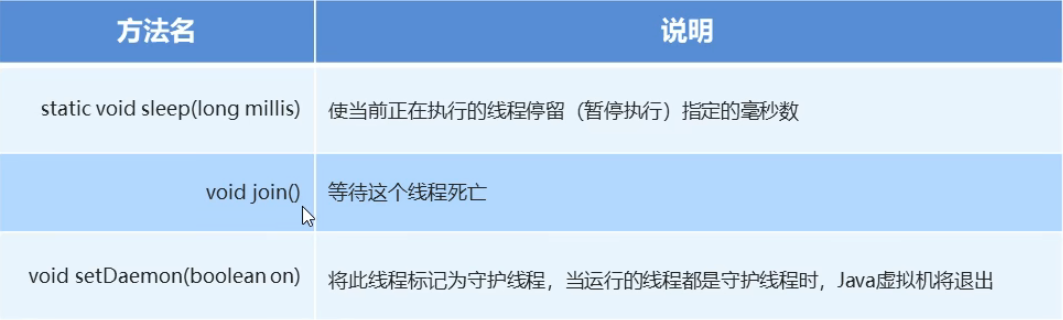 方法名 说明
static void sleep(long millis) 使当前正在执行的线程停留（暂停执行）指定的毫秒数
void join() 等待这个线程死亡
void setDaemon(boolean on) 将此线程标记为守护线程，当运行的线程都是守护线程时，Java虚拟机将退出